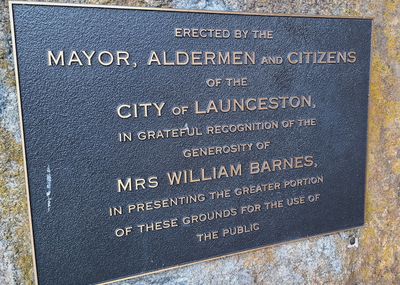 ERECTED BY THE
MAYOR, ALDERMEN AND CITIZENS
OF THE
CITY OF LAUNCESTON,
IN GRATEFUL RECOGNITION OF THE
GENEROSITY OF
MRS WILLIAM BARNES,
IN PRESENTING THE GREATER PORTION
OF THESE GROUNDS FOR THE USE OF
THE PUBLIC